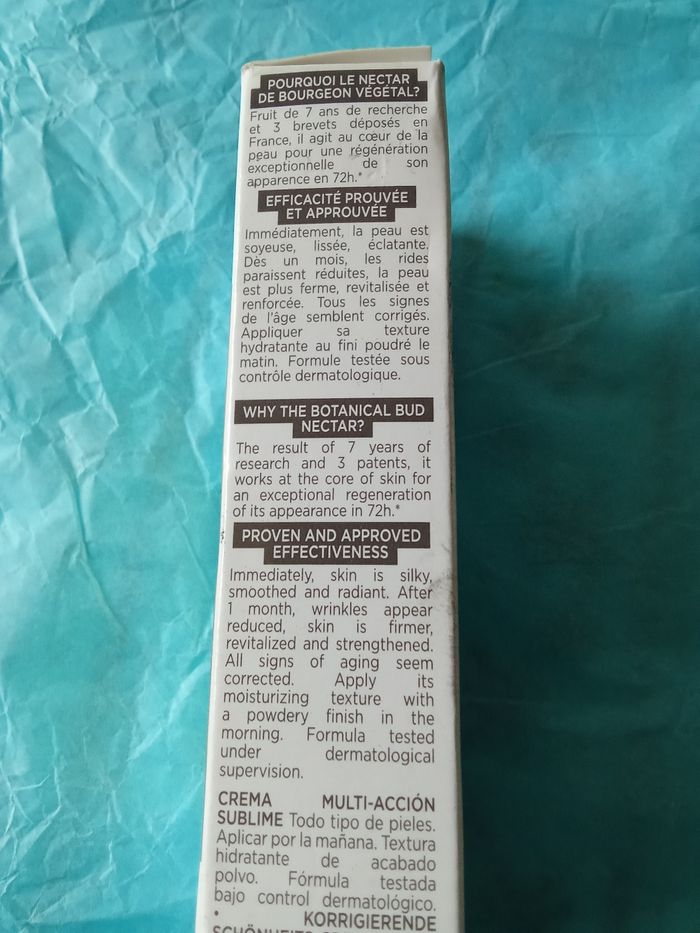 POURQUOI LE NECTAR
DE BOURGEON VÉGÉTAL?
Fruit de 7 ans de recherche
et 3 brevets déposés en
France, il agit au cœur de la
peau pour une régénération
exceptionnelle de son
apparence en 72h.*
EFFICACITÉ PROUVÉE
ET APPROUVÉE
Immédiatement, la peau est
soyeuse, lissée, éclatante.
Dès un mois, les rides
paraissent réduites, la peau
est plus ferme, revitalisée et
renforcée. Tous les signes
de l'âge semblent corrigés.
Appliquer sa texture
hydratante au fini poudré le
matin. Formule testée sous
contrôle dermatologique.
WHY THE BOTANICAL BUD
NECTAR?
The result of 7 years of
research and 3 patents, it
works at the core of skin for
an exceptional regeneration
of its appearance in 72h.*
PROVEN AND APPROVED
EFFECTIVENESS
Immediately, skin is silky,
smoothed and radiant. After
1 month, wrinkles appear
reduced, skin is firmer,
revitalized and strengthened.
All signs of aging seem
corrected. Apply its
moisturizing texture with
a powdery finish in the
morning. Formula tested
under dermatological
supervision.
CREMA MULTI-ACCIÓN
SUBLIME Todo tipo de pieles.
Aplicar por la mañana. Textura
hidratante de acabado
polvo. Fórmula testada
bajo control dermatológico.
• KORRIGIERENDE